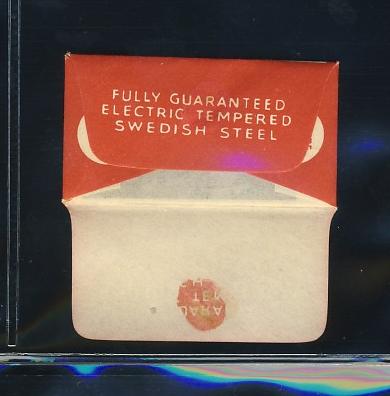 FULLY GUARANTEED
ELECTRIC TEMPERED
SWEDISH STEEL